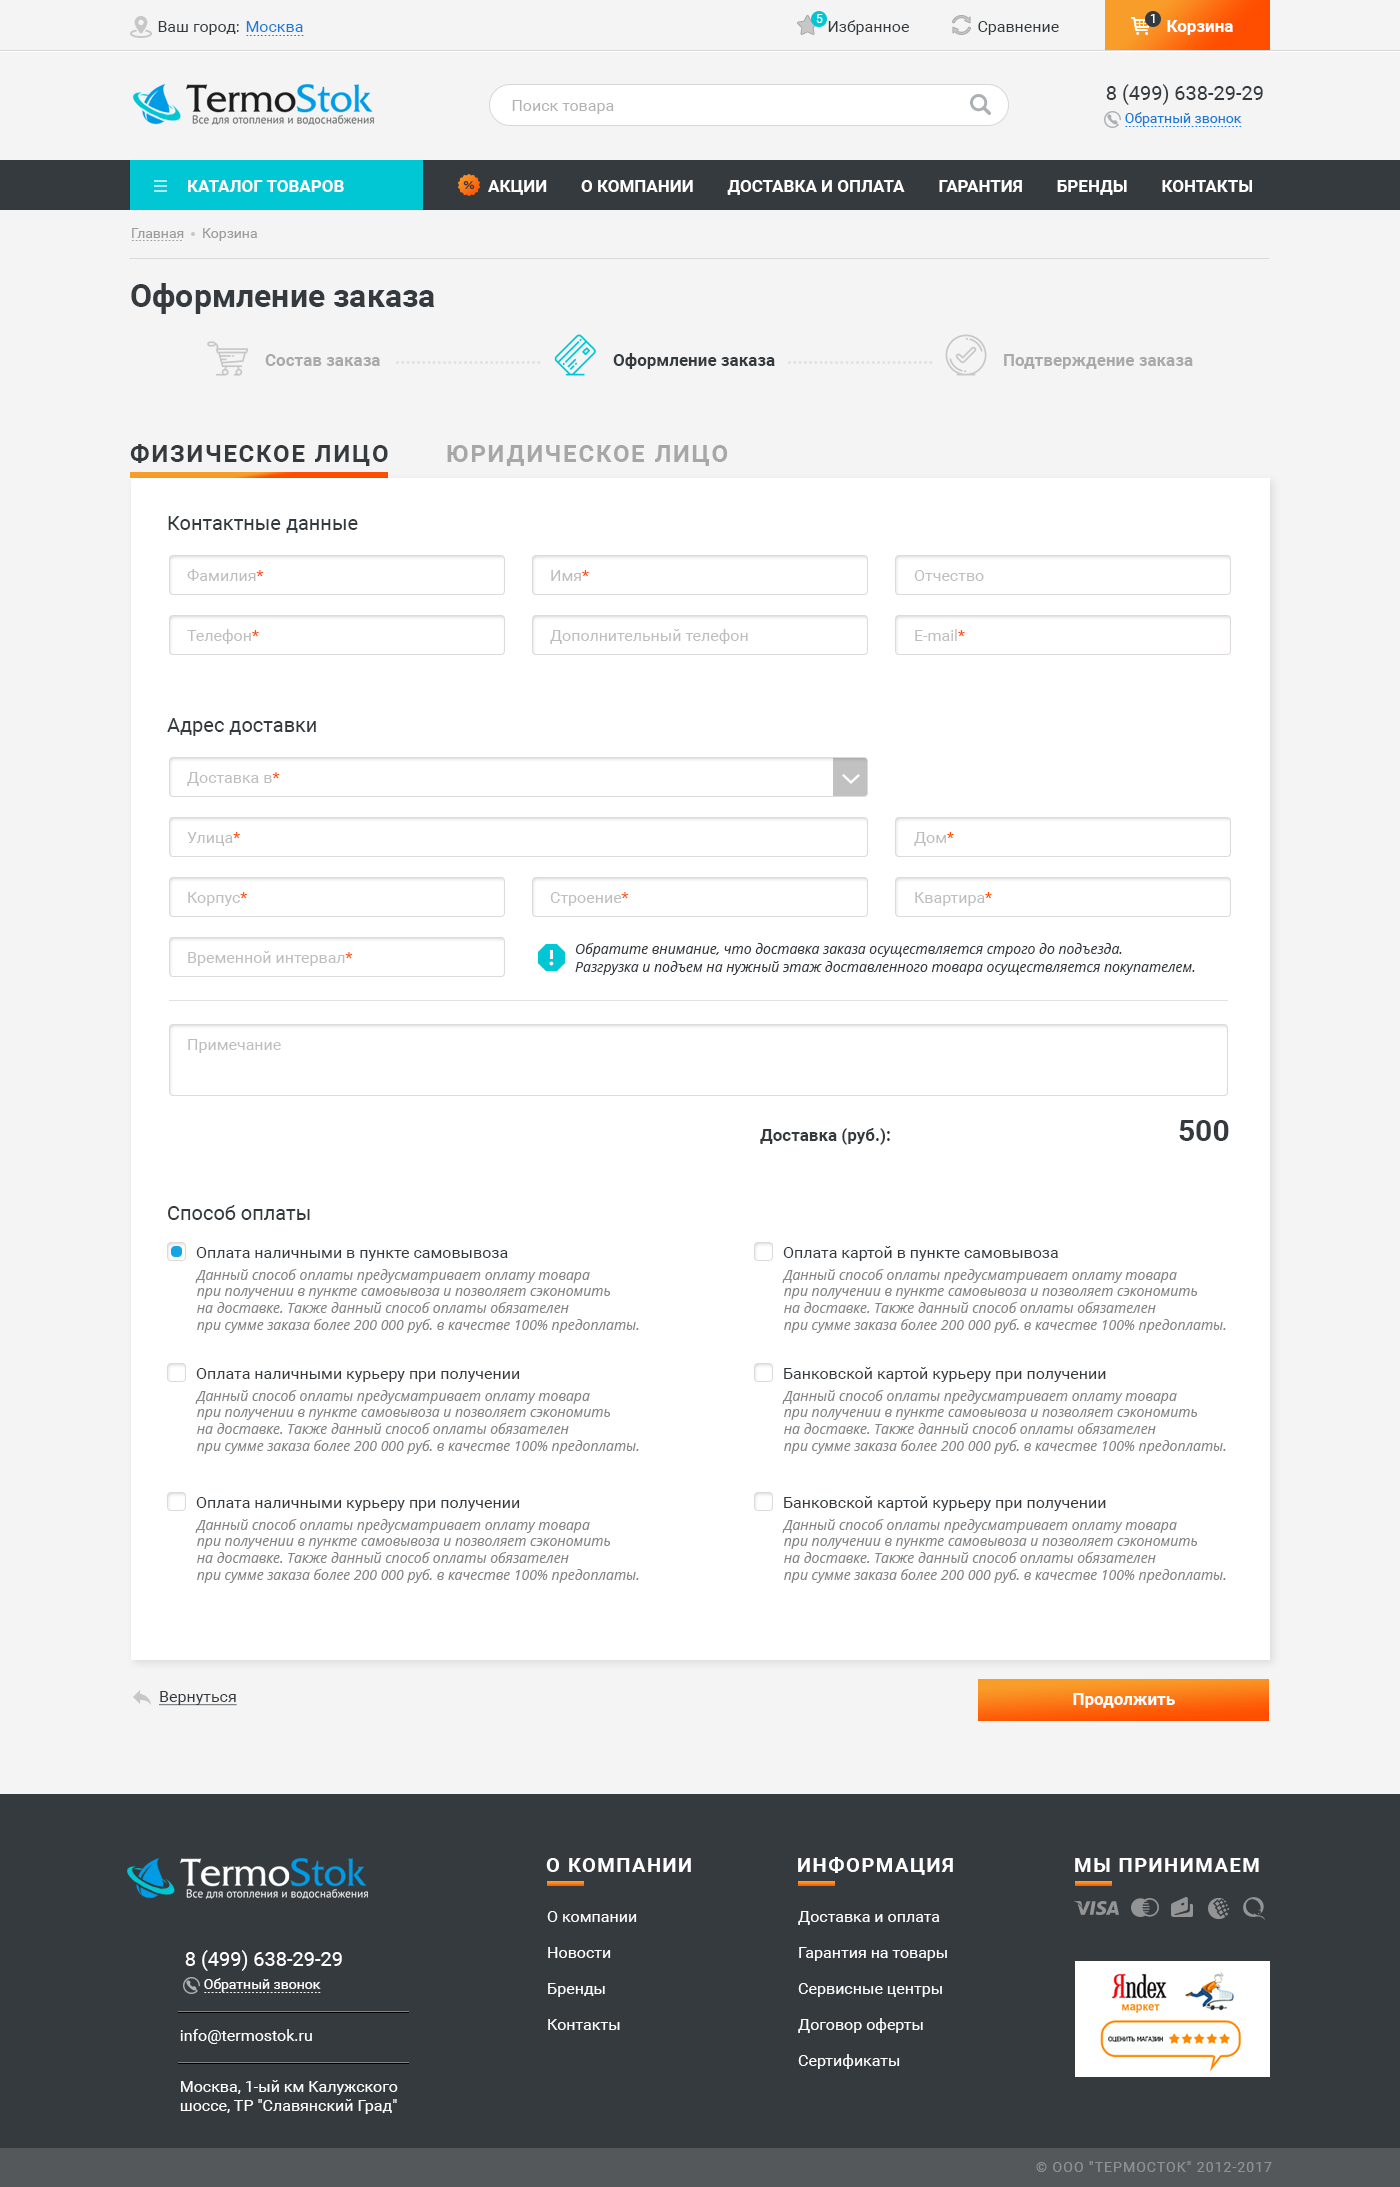 Ваш город: Москва
5
Избранное
Сравнение
1
Корзина
TermoStok
Все для отопления и водоснабжения
Поиск товара
8 (499) 638-29-29
Обратный звонок
КАТАЛОГ ТОВАРОВ
% АКЦИИ
О КОМПАНИИ
ДОСТАВКА И ОПЛАТА
ГАРАНТИЯ
БРЕНДЫ
КОНТАКТЫ
Главная • Корзина
Оформление заказа
Состав заказа
Оформление заказа
Подтверждение заказа
ФИЗИЧЕСКОЕ ЛИЦО
ЮРИДИЧЕСКОЕ ЛИЦО
Контактные данные
Фамилия*
Имя*
Отчество
Телефон*
Дополнительный телефон
E-mail*
Адрес доставки
Доставка в*
Улица*
Дом*
Корпус*
Строение*
Квартира*
Временной интервал*
Обратите внимание, что доставка заказа осуществляется строго до подъезда.
Разгрузка и подъем на нужный этаж доставленного товара осуществляется покупателем.
Примечание
Доставка (руб.):
500
Способ оплаты
Оплата наличными в пункте самовывоза
Данный способ оплаты предусматривает оплату товара
при получении в пункте самовывоза и позволяет сэкономить
на доставке. Также данный способ оплаты обязателен
при сумме заказа более 200 000 руб. в качестве 100% предоплаты.
Оплата картой в пункте самовывоза
Данный способ оплаты предусматривает оплату товара
при получении в пункте самовывоза и позволяет сэкономить
на доставке. Также данный способ оплаты обязателен
при сумме заказа более 200 000 руб. в качестве 100% предоплаты.
Оплата наличными курьеру при получении
Данный способ оплаты предусматривает оплату товара
при получении в пункте самовывоза и позволяет сэкономить
на доставке. Также данный способ оплаты обязателен
при сумме заказа более 200 000 руб. в качестве 100% предоплаты.
Банковской картой курьеру при получении
Данный способ оплаты предусматривает оплату товара
при получении в пункте самовывоза и позволяет сэкономить
на доставке. Также данный способ оплаты обязателен
при сумме заказа более 200 000 руб. в качестве 100% предоплаты.
Оплата наличными курьеру при получении
Данный способ оплаты предусматривает оплату товара
при получении в пункте самовывоза и позволяет сэкономить
на доставке. Также данный способ оплаты обязателен
при сумме заказа более 200 000 руб. в качестве 100% предоплаты.
Банковской картой курьеру при получении
Данный способ оплаты предусматривает оплату товара
при получении в пункте самовывоза и позволяет сэкономить
на доставке. Также данный способ оплаты обязателен
при сумме заказа более 200 000 руб. в качестве 100% предоплаты.
Вернуться
Продолжить
TermoStok
Все для отопления и водоснабжения
8 (499) 638-29-29
Обратный звонок
info@termostok.ru
Москва, 1-ый км Калужского
шоссе, ТР "Славянский Град"
О КОМПАНИИ
О компании
Новости
Бренды
Контакты
ИНФОРМАЦИЯ
Доставка и оплата
Гарантия на товары
Сервисные центры
Договор оферты
Сертификаты
МЫ ПРИНИМАЕМ
VISA
Яndex
маркет
ОЦЕНИТЬ МАГАЗИН
© ООО "ТЕРМОСТОК" 2012-2017